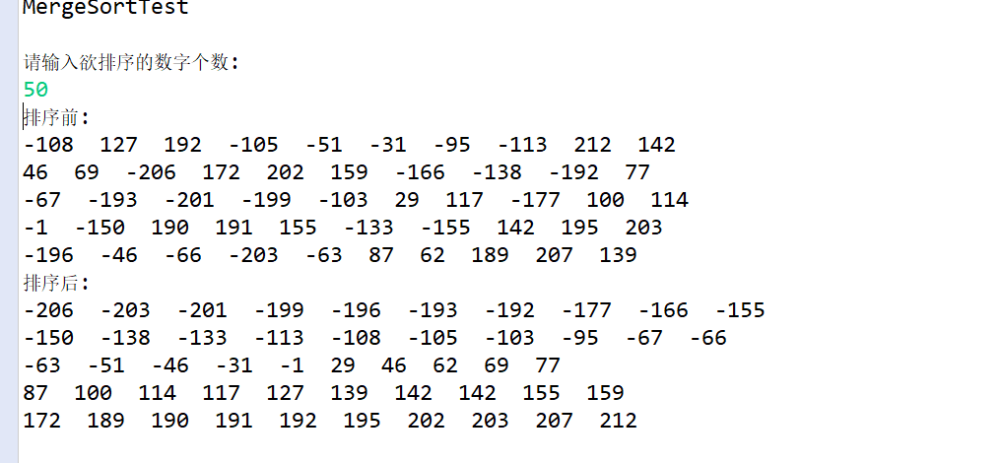 MergeSortTest
请输入欲排序的数字个数:
50
排序前:
-108 127 192 -105 -51 -31 -95 -113 212 142
46 69 -206 172 202 159 -166 -138 -192 77
-67 -193 -201 -199 -103 29 117 -177 100 114
-1 -150 190 191 155 -133 -155 142 195 203
-196 -46 -66 -203 -63 87 62 189 207 139
排序后:
-206 -203 -201 -199 -196 -193 -192 -177 -166 -155
-150 -138 -133 -113 -108 -105 -103 -95 -67 -66
-63 -51 -46 -31 -1 29 46 62 69 77
87 100 114 117 127 139 142 142 155 159
172 189 190 191 192 195 202 203 207 212